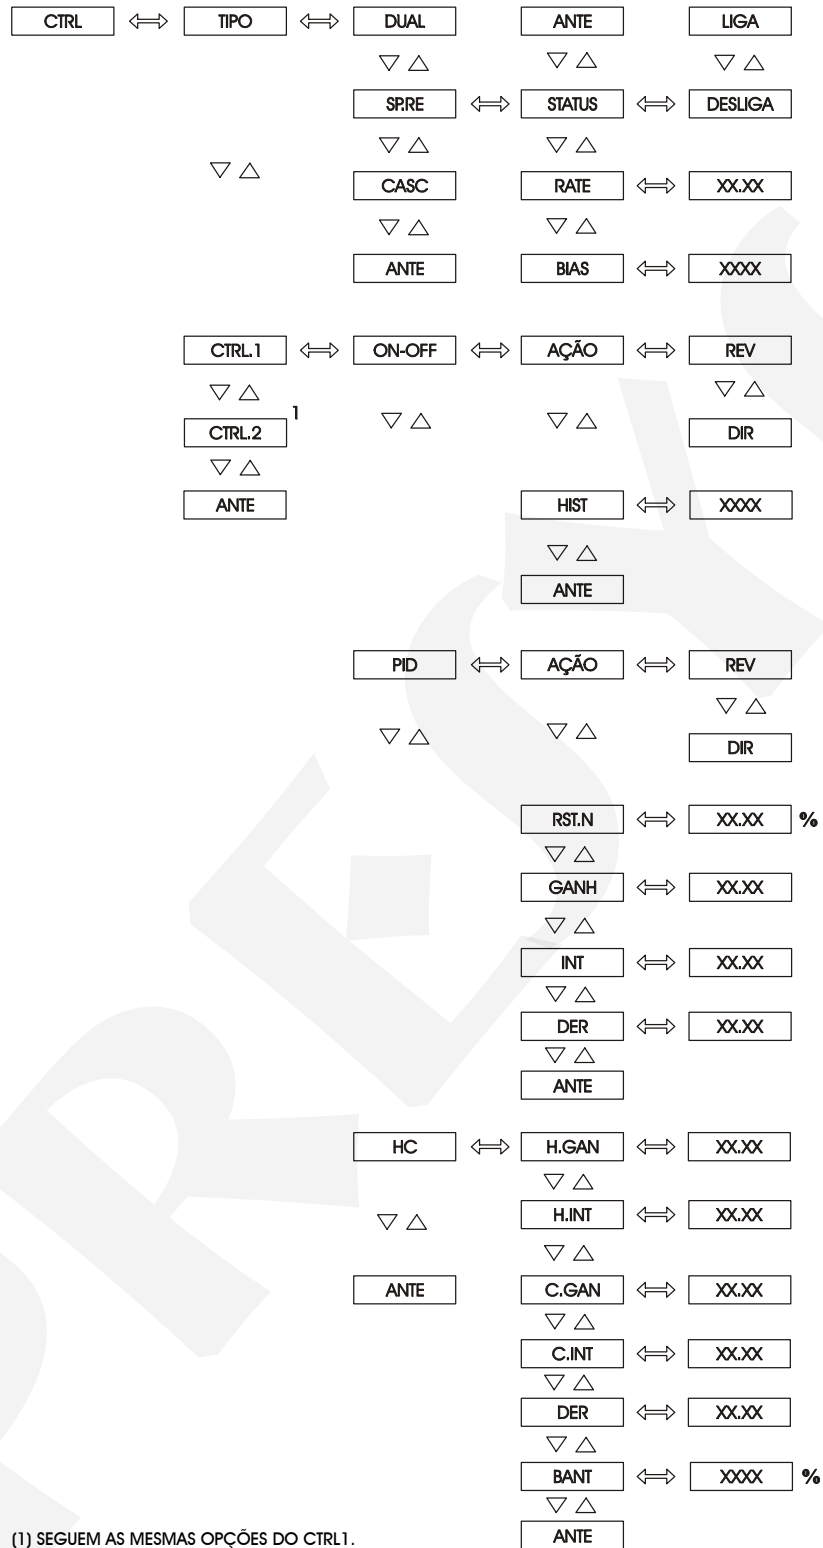 CTRL TIPO DUAL ANTE LIGA
SP.RE STATUS DESLIGA
CASC RATE XX.XX
ANTE BIAS XXXX
CTRL.1 ON-OFF AÇÃO REV
CTRL.2 1 DIR
ANTE HIST XXXX
ANTE
PID AÇÃO REV
DIR
RST.N XX.XX %
GANH XX.XX
INT XX.XX
DER XX.XX
ANTE
HC H.GAN XX.XX
H.INT XX.XX
ANTE C.GAN XX.XX
C.INT XX.XX
DER XX.XX
BANT XXXX %
ANTE
(1) SEGUEM AS MESMAS OPÇÕES DO CTRL1.
PRESYS